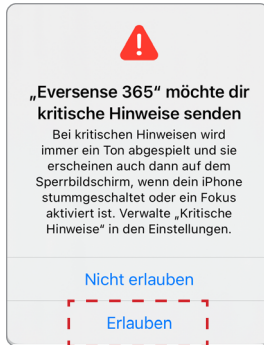 „Eversense 365“ möchte dir
kritische Hinweise senden
Bei kritischen Hinweisen wird
immer ein Ton abgespielt und sie
erscheinen auch dann auf dem
Sperrbildschirm, wenn dein iPhone
stummgeschaltet oder ein Fokus
aktiviert ist. Verwalte „Kritische
Hinweise“ in den Einstellungen.
Nicht erlauben
Erlauben